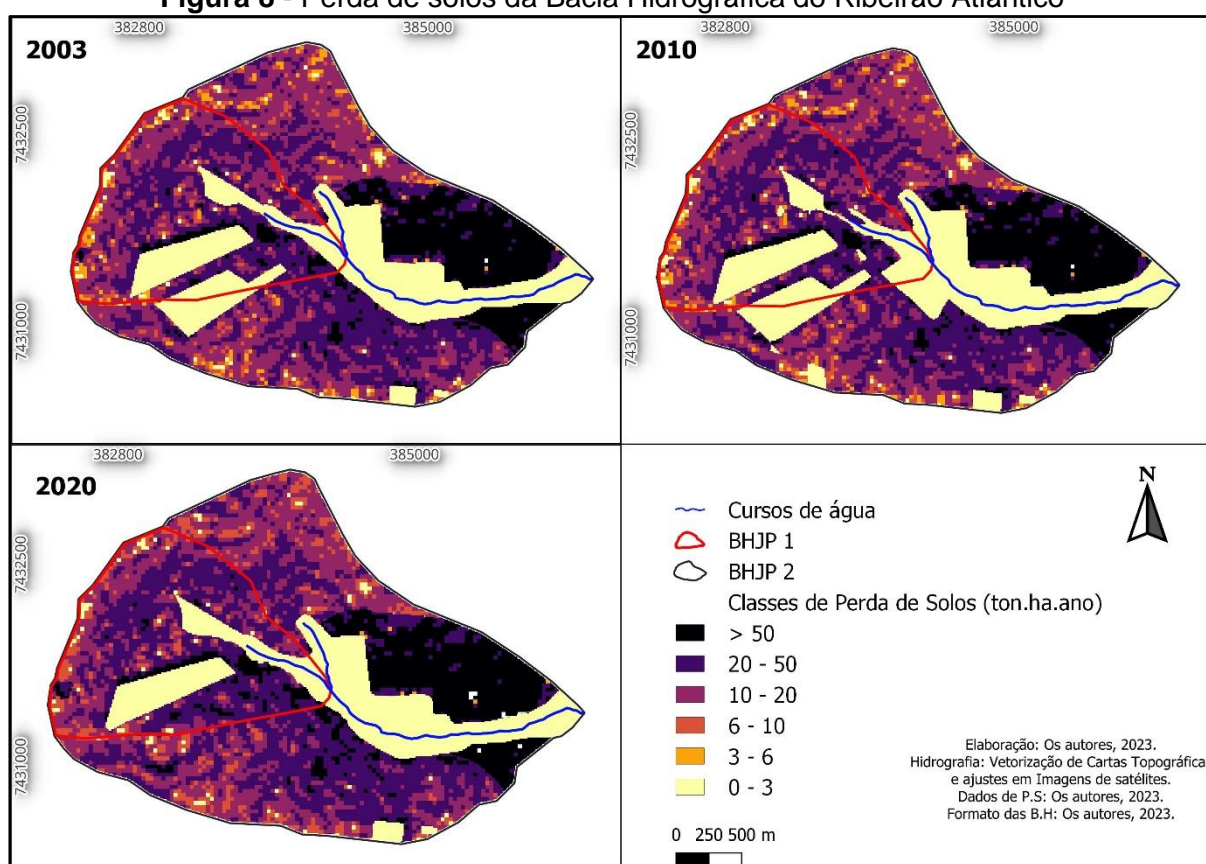 Figura 8 - Perda de solos da Bacia Hidrográfica do Ribeirão Atlântico
382800 385000
2003
7432500
7431000
382800 385000
2010
7432500
7431000
382800 385000
2020
7432500
7431000
N
Cursos de água
BHJP 1
BHJP 2
Classes de Perda de Solos (ton.ha.ano)
> 50
20 - 50
10 - 20
6 - 10
3 - 6
0 - 3
Elaboração: Os autores, 2023.
Hidrografia: Vetorização de Cartas Topográfica
e ajustes em Imagens de satélites.
Dados de P.S: Os autores, 2023.
Formato das B.H: Os autores, 2023.
0 250 500 m